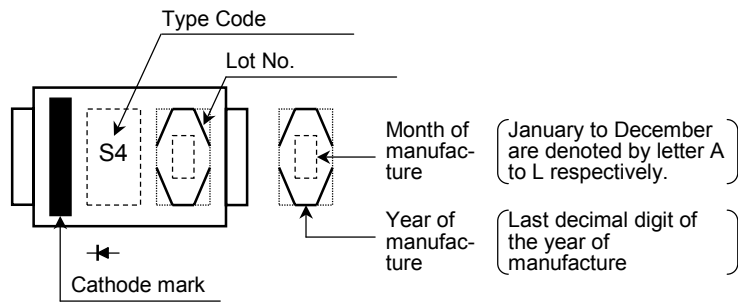 Type Code
Lot No.
S4
Month of
manufac-
ture
January to December
are denoted by letter A
to L respectively.
Year of
manufac-
ture
Last decimal digit of
the year of
manufacture
Cathode mark